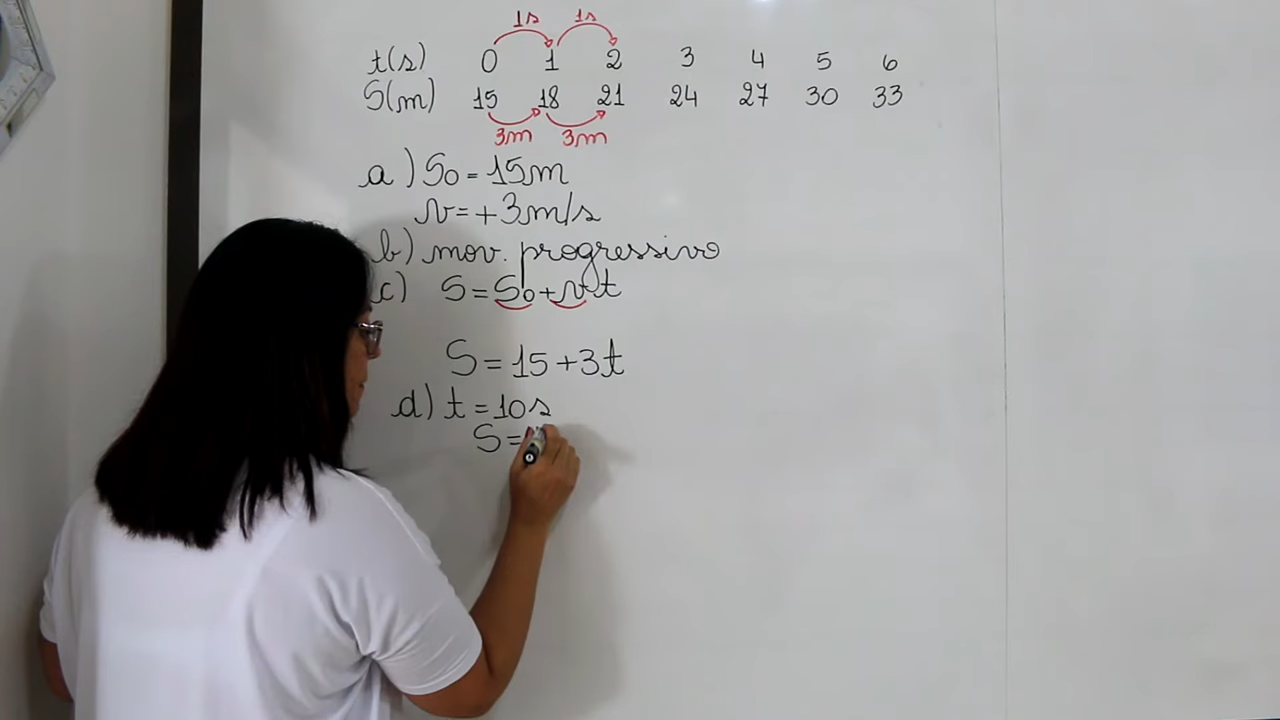 1s 1s
t(s) 0 1 2 3 4 5 6
S(m) 15 18 21 24 27 30 33
3m 3m
a) S₀ = 15m
v = +3m/s
b) mov. progressivo
c) S = S₀ + vt
S = 15 + 3t
d) t = 10s
S =